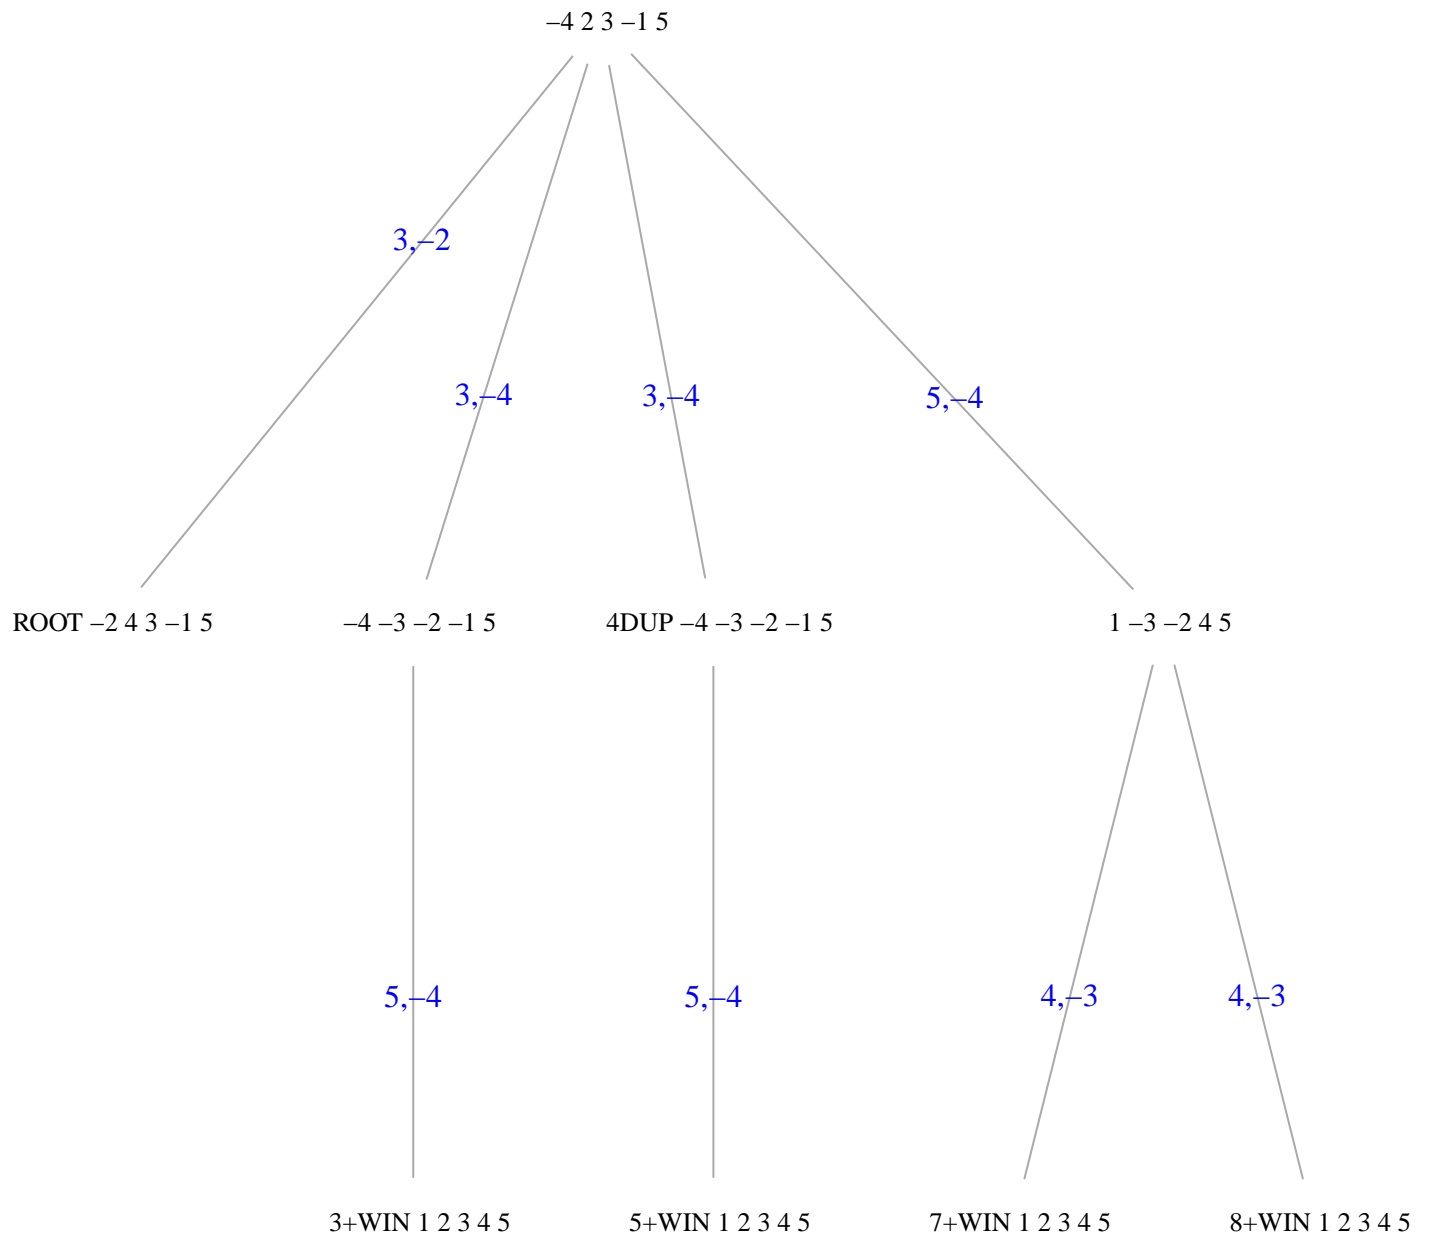 –4 2 3 –1 5
3,–2
3,–4
3,–4
5,–4
ROOT –2 4 3 –1 5
–4 –3 –2 –1 5
4DUP –4 –3 –2 –1 5
1 –3 –2 4 5
5,–4
5,–4
4,–3
4,–3
3+WIN 1 2 3 4 5
5+WIN 1 2 3 4 5
7+WIN 1 2 3 4 5
8+WIN 1 2 3 4 5